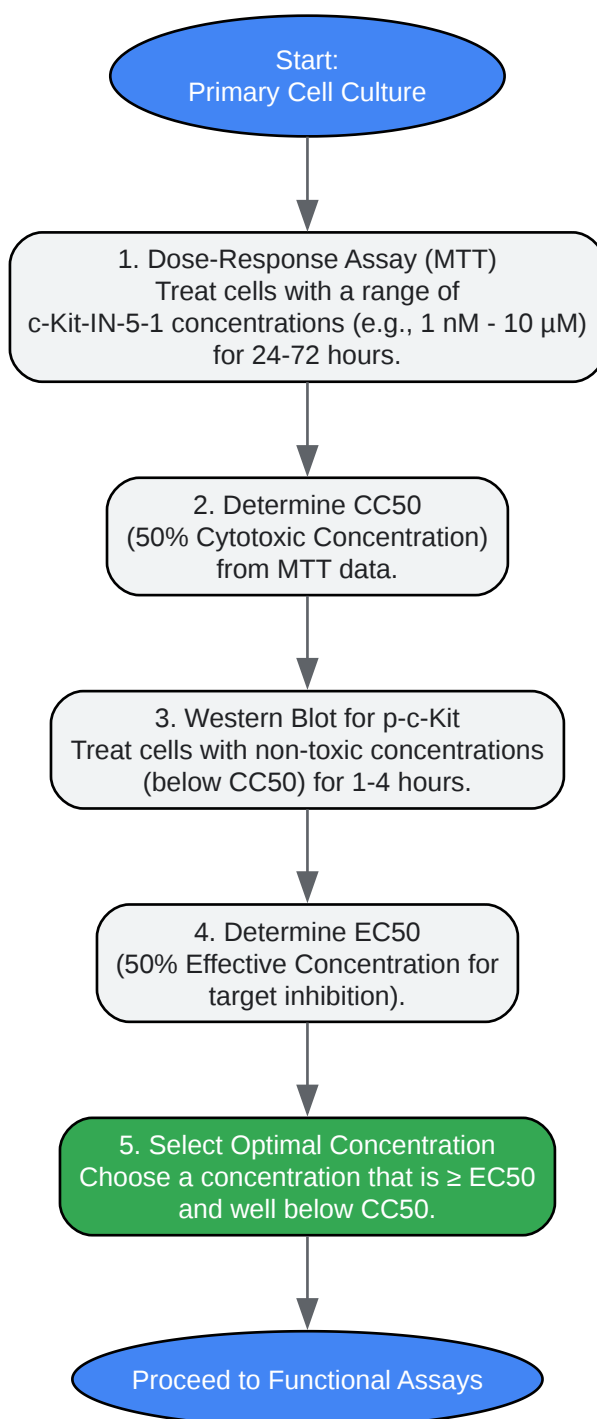 Start:
Primary Cell Culture
1. Dose-Response Assay (MTT)
Treat cells with a range of
c-Kit-IN-5-1 concentrations (e.g., 1 nM - 10 µM)
for 24-72 hours.
2. Determine CC50
(50% Cytotoxic Concentration)
from MTT data.
3. Western Blot for p-c-Kit
Treat cells with non-toxic concentrations
(below CC50) for 1-4 hours.
4. Determine EC50
(50% Effective Concentration for
target inhibition).
5. Select Optimal Concentration
Choose a concentration that is ≥ EC50
and well below CC50.
Proceed to Functional Assays